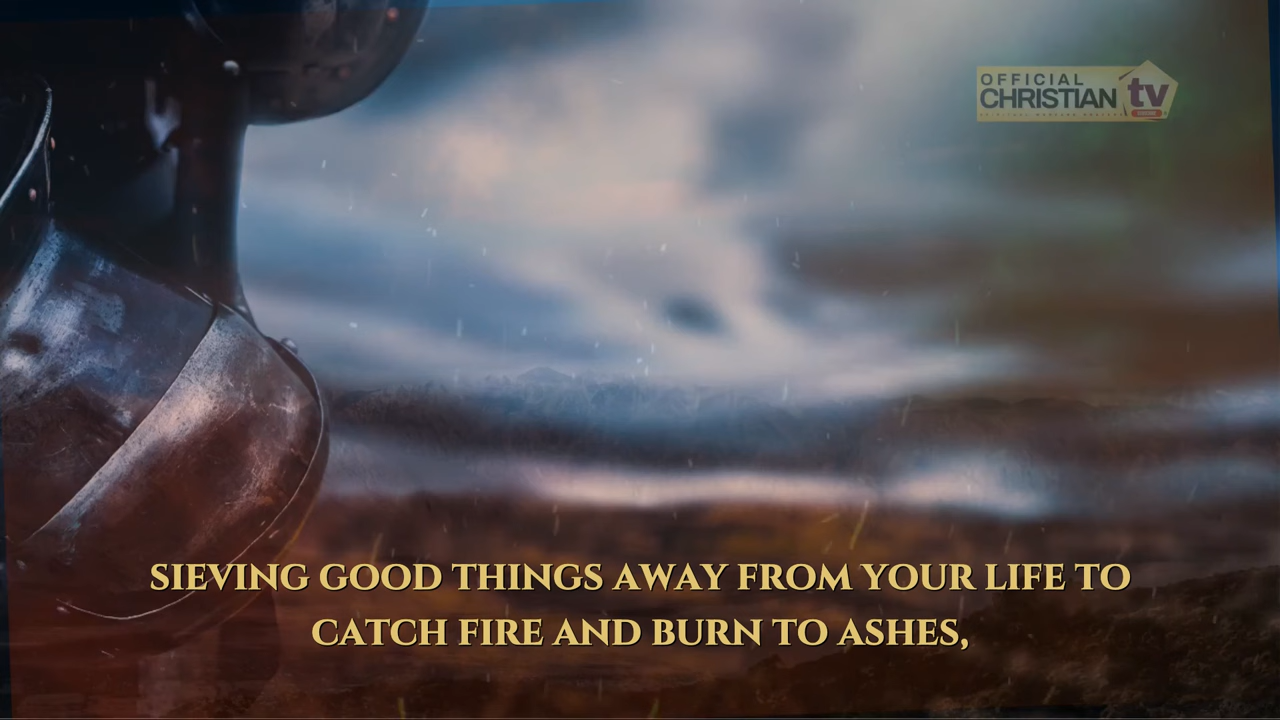 OFFICIAL
CHRISTIAN tv
SIEVING GOOD THINGS AWAY FROM YOUR LIFE TO
CATCH FIRE AND BURN TO ASHES,